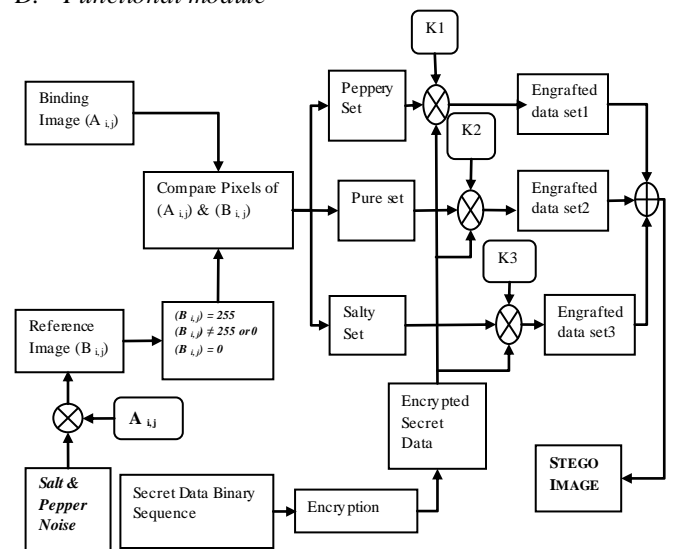 B. Functional module
K1
Binding
Image (A i,j)
Peppery
Set
Engrafted
data set1
K2
Compare Pixels of
(A i,j) & (B i,j)
Pure set
Engrafted
data set2
K3
Reference
Image (B i,j)
(B i,j) = 255
(B i,j) ≠ 255 or 0
(B i,j) = 0
Salty
Set
Engrafted
data set3
A i,j
Encrypted
Secret
Data
Salt &
Pepper
Noise
Secret Data Binary
Sequence
Encryption
STEGO
IMAGE